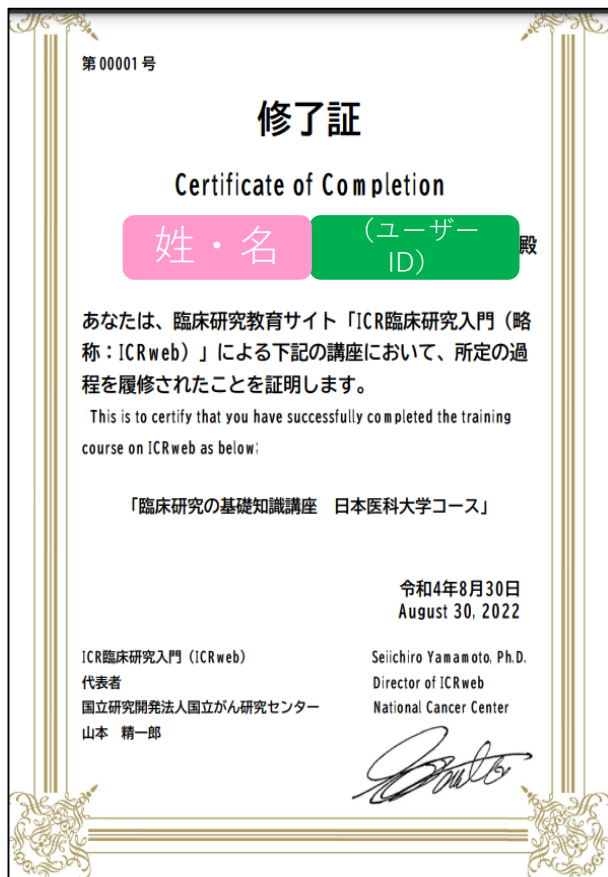 第 00001 号
修了証
Certificate of Completion
姓・名
（ユーザー
ID）
殿
あなたは、臨床研究教育サイト「ICR臨床研究入門（略
称：ICRweb）」による下記の講座において、所定の過
程を履修されたことを証明します。
This is to certify that you have successfully completed the training
course on ICRweb as below;
「臨床研究の基礎知識講座　日本医科大学コース」
令和4年8月30日
August 30, 2022
ICR臨床研究入門（ICRweb）
代表者
国立研究開発法人国立がん研究センター
山本　精一郎
Seiichiro Yamamoto, Ph.D.
Director of ICRweb
National Cancer Center